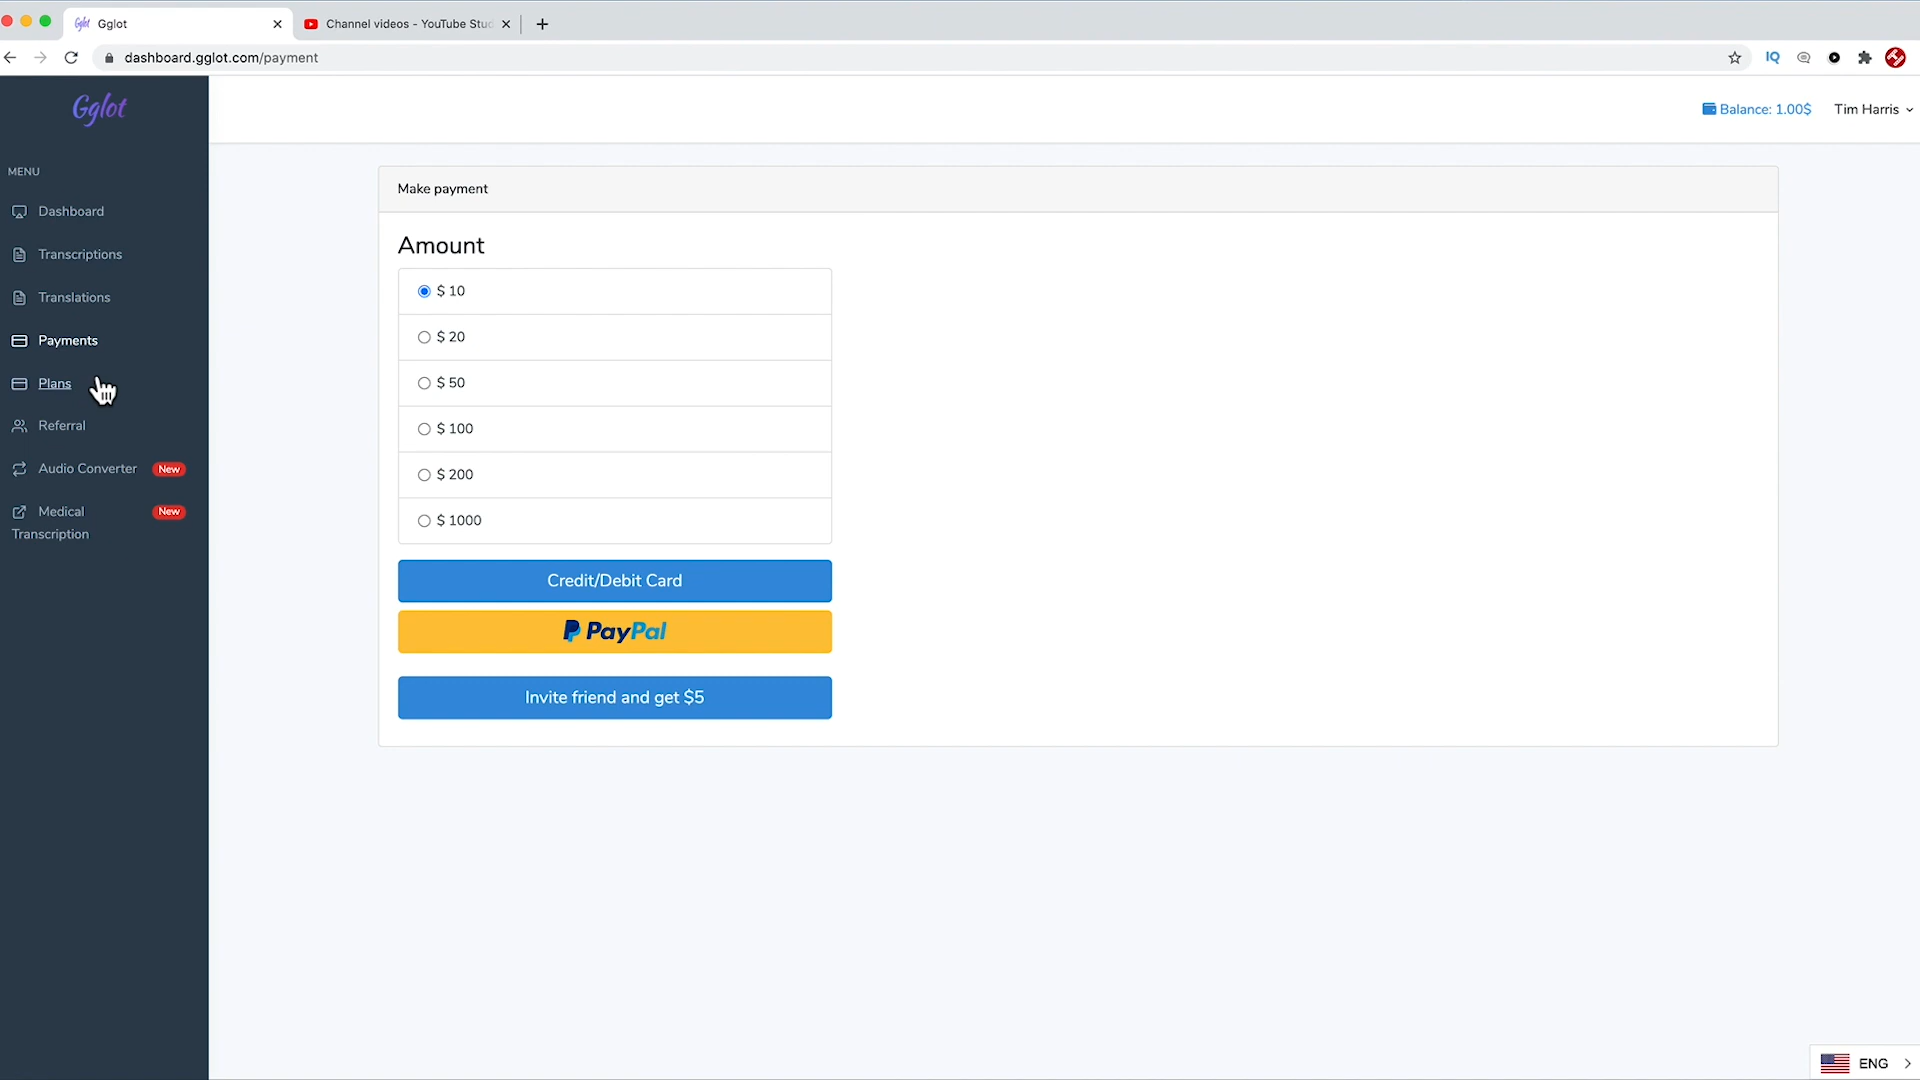 Gglot
Channel videos - YouTube Stu
dashboard.gglot.com/payment
IQ
Gglot
Balance: 1.00$
Tim Harris
MENU
Dashboard
Transcriptions
Translations
Payments
Plans
Referral
Audio Converter New
Medical New
Transcription
Make payment
Amount
$ 10
$ 20
$ 50
$ 100
$ 200
$ 1000
Credit/Debit Card
PayPal
Invite friend and get $5
ENG